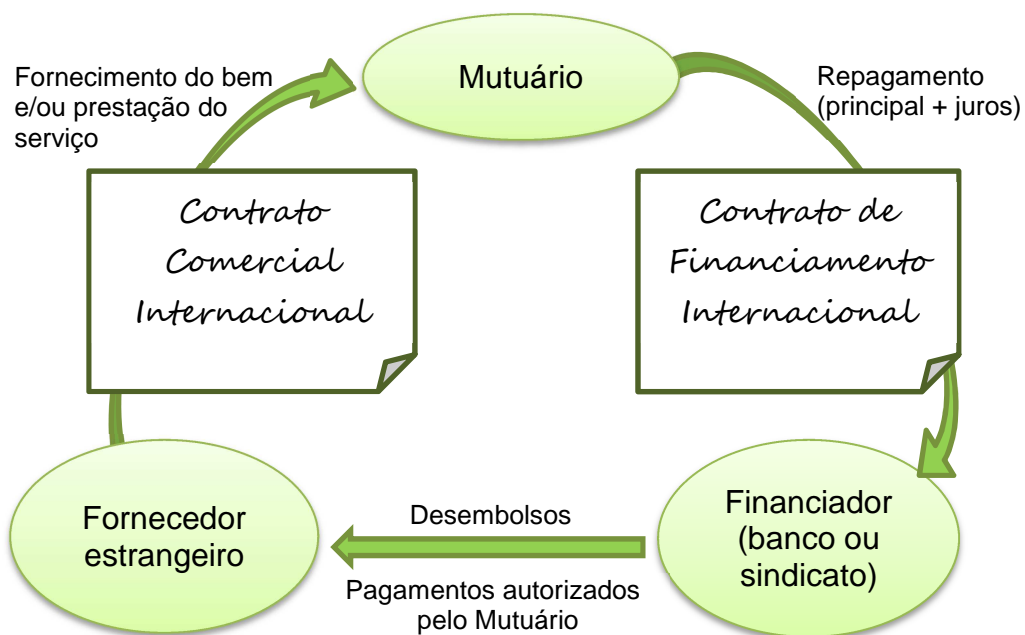 Mutuário
Fornecimento do bem
e/ou prestação do
serviço
Repagamento
(principal + juros)
Contrato
Comercial
Internacional
Contrato de
Financiamento
Internacional
Fornecedor
estrangeiro
Desembolsos
Pagamentos autorizados
pelo Mutuário
Financiador
(banco ou
sindicato)